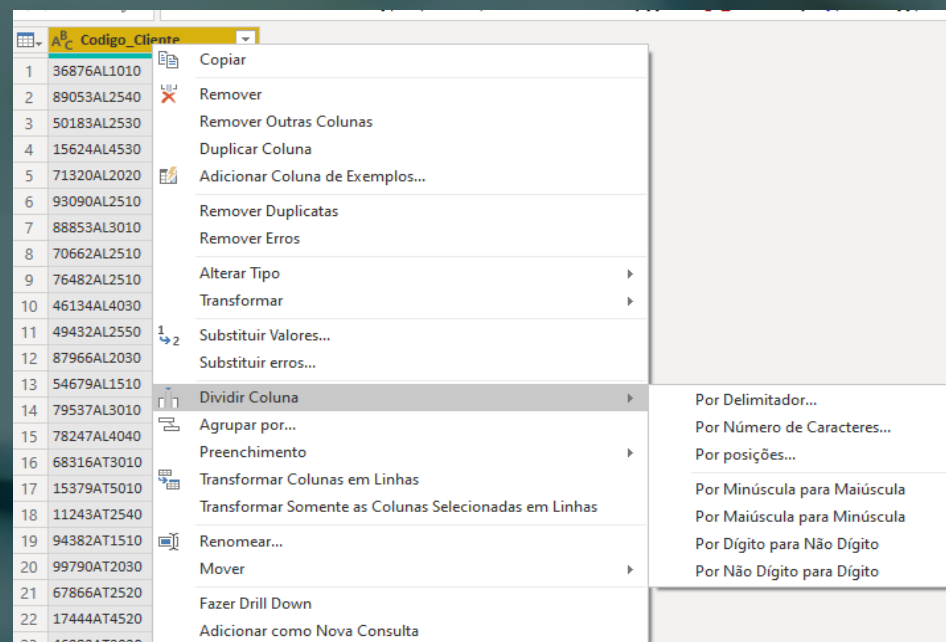 ABC Codigo_Cliente
1 36876AL1010
2 89053AL2540
3 50183AL2530
4 15624AL4530
5 71320AL2020
6 93090AL2510
7 88853AL3010
8 70662AL2510
9 76482AL2510
10 46134AL4030
11 49432AL2550
12 87966AL2030
13 54679AL1510
14 79537AL3010
15 78247AL4040
16 68316AT3010
17 15379AT5010
18 11243AT2540
19 94382AT1510
20 99790AT2030
21 67866AT2520
22 17444AT4520
Copiar
Remover
Remover Outras Colunas
Duplicar Coluna
Adicionar Coluna de Exemplos...
Remover Duplicatas
Remover Erros
Alterar Tipo
Transformar
1 2 Substituir Valores...
Substituir erros...
Dividir Coluna
Agrupar por...
Preenchimento
Transformar Colunas em Linhas
Transformar Somente as Colunas Selecionadas em Linhas
Renomear...
Mover
Fazer Drill Down
Adicionar como Nova Consulta
Por Delimitador...
Por Número de Caracteres...
Por posições...
Por Minúscula para Maiúscula
Por Maiúscula para Minúscula
Por Dígito para Não Dígito
Por Não Dígito para Dígito